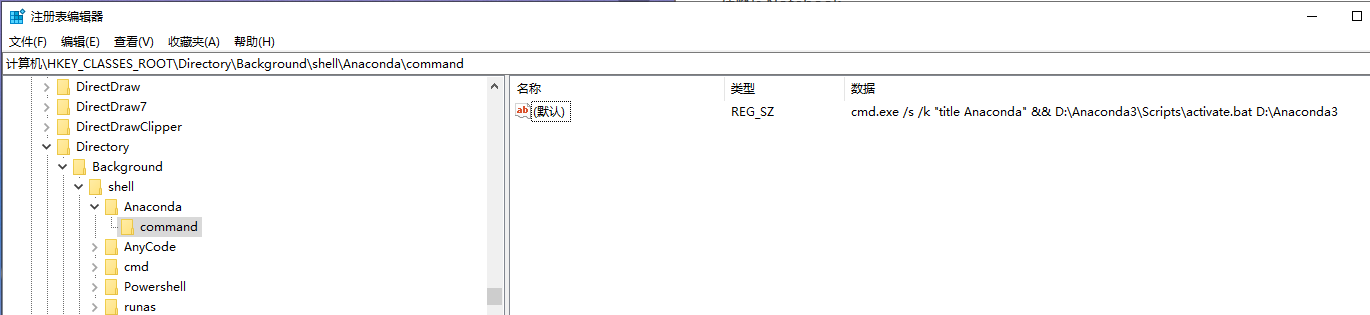 注册表编辑器
文件(F) 编辑(E) 查看(V) 收藏夹(A) 帮助(H)
计算机\HKEY_CLASSES_ROOT\Directory\Background\shell\Anaconda\command
DirectDraw
DirectDraw7
DirectDrawClipper
Directory
Background
shell
Anaconda
command
AnyCode
cmd
Powershell
runas
名称 类型 数据
ab (默认) REG_SZ cmd.exe /s /k "title Anaconda" && D:\Anaconda3\Scripts\activate.bat D:\Anaconda3